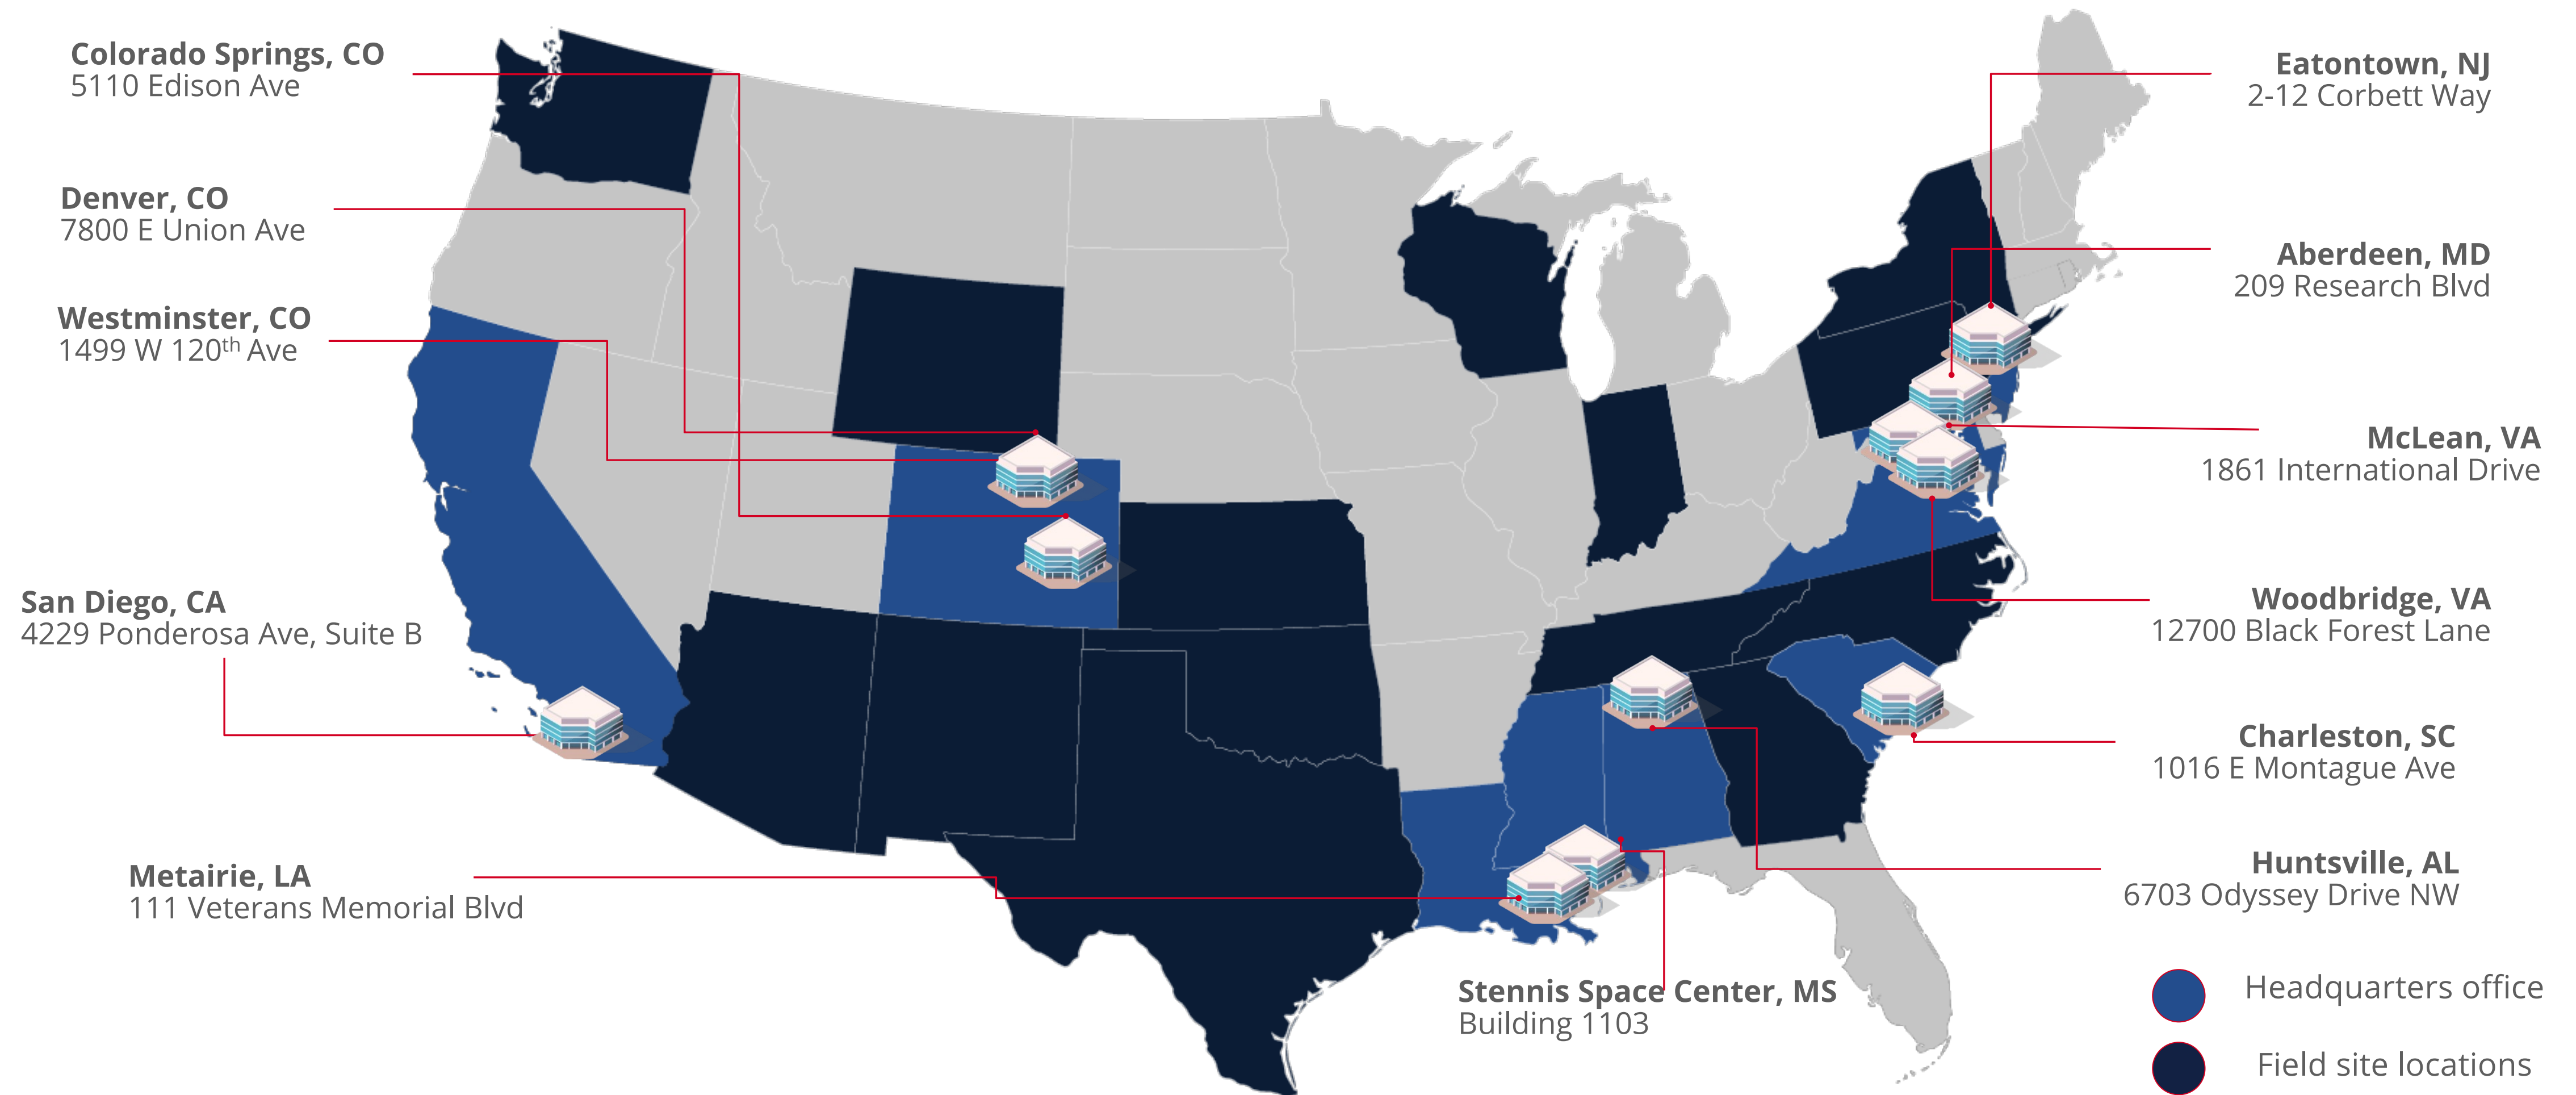 Colorado Springs, CO
5110 Edison Ave
Denver, CO
7800 E Union Ave
Westminster, CO
1499 W 120th Ave
San Diego, CA
4229 Ponderosa Ave, Suite B
Metairie, LA
111 Veterans Memorial Blvd
Eatontown, NJ
2-12 Corbett Way
Aberdeen, MD
209 Research Blvd
McLean, VA
1861 International Drive
Woodbridge, VA
12700 Black Forest Lane
Charleston, SC
1016 E Montague Ave
Huntsville, AL
6703 Odyssey Drive NW
Stennis Space Center, MS
Building 1103
Headquarters office
Field site locations